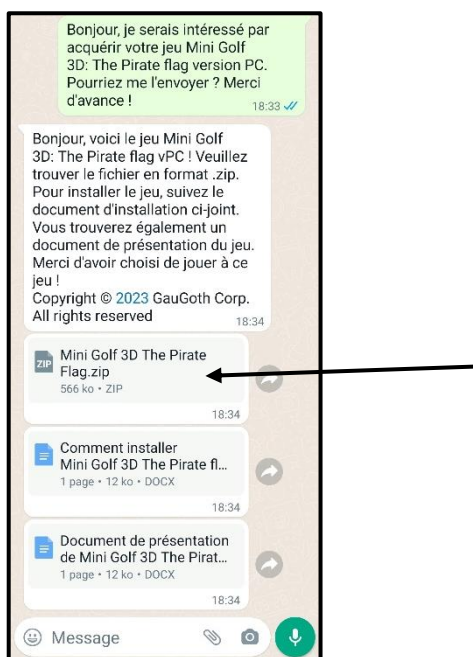 Bonjour, je serais intéressé par
acquérir votre jeu Mini Golf
3D: The Pirate flag version PC.
Pourriez me l'envoyer ? Merci
d'avance !
18:33
Bonjour, voici le jeu Mini Golf
3D: The Pirate flag vPC ! Veuillez
trouver le fichier en format .zip.
Pour installer le jeu, suivez le
document d'installation ci-joint.
Vous trouverez également un
document de présentation du jeu.
Merci d'avoir choisi de jouer à ce
jeu !
Copyright © 2023 GauGoth Corp.
All rights reserved
18:34
ZIP
Mini Golf 3D The Pirate
Flag.zip
566 ko • ZIP
18:34
Comment installer
Mini Golf 3D The Pirate fl...
1 page • 12 ko • DOCX
18:34
Document de présentation
de Mini Golf 3D The Pirat...
1 page • 12 ko • DOCX
18:34
Message